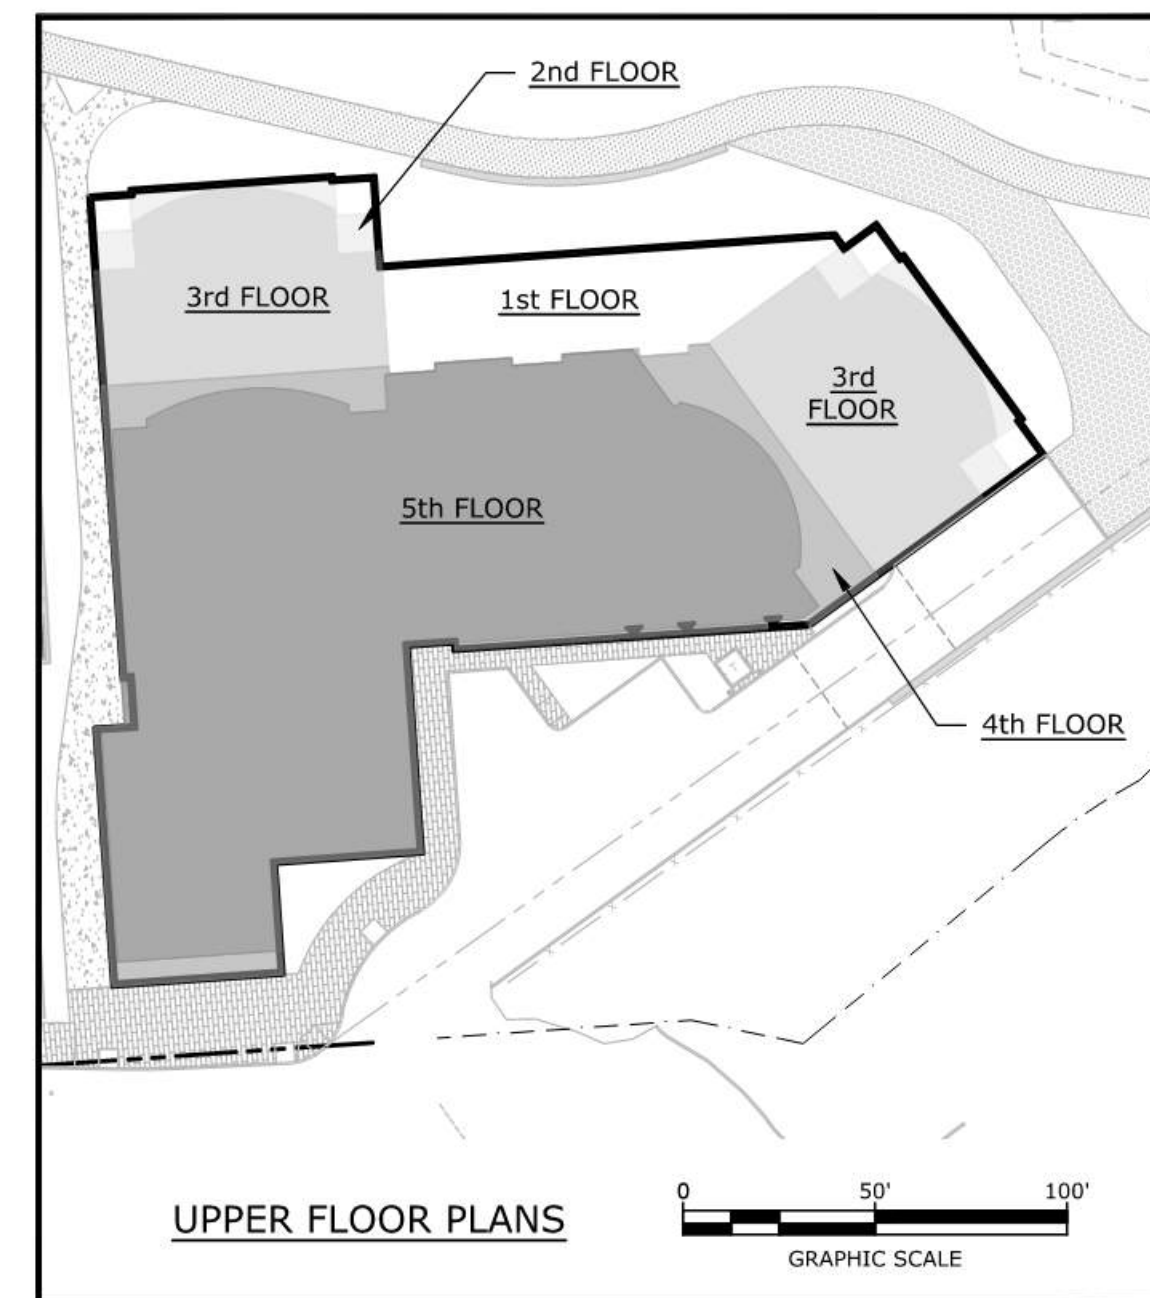 2nd FLOOR
3rd FLOOR
1st FLOOR
3rd
FLOOR
5th FLOOR
4th FLOOR
UPPER FLOOR PLANS
0 50' 100'
GRAPHIC SCALE